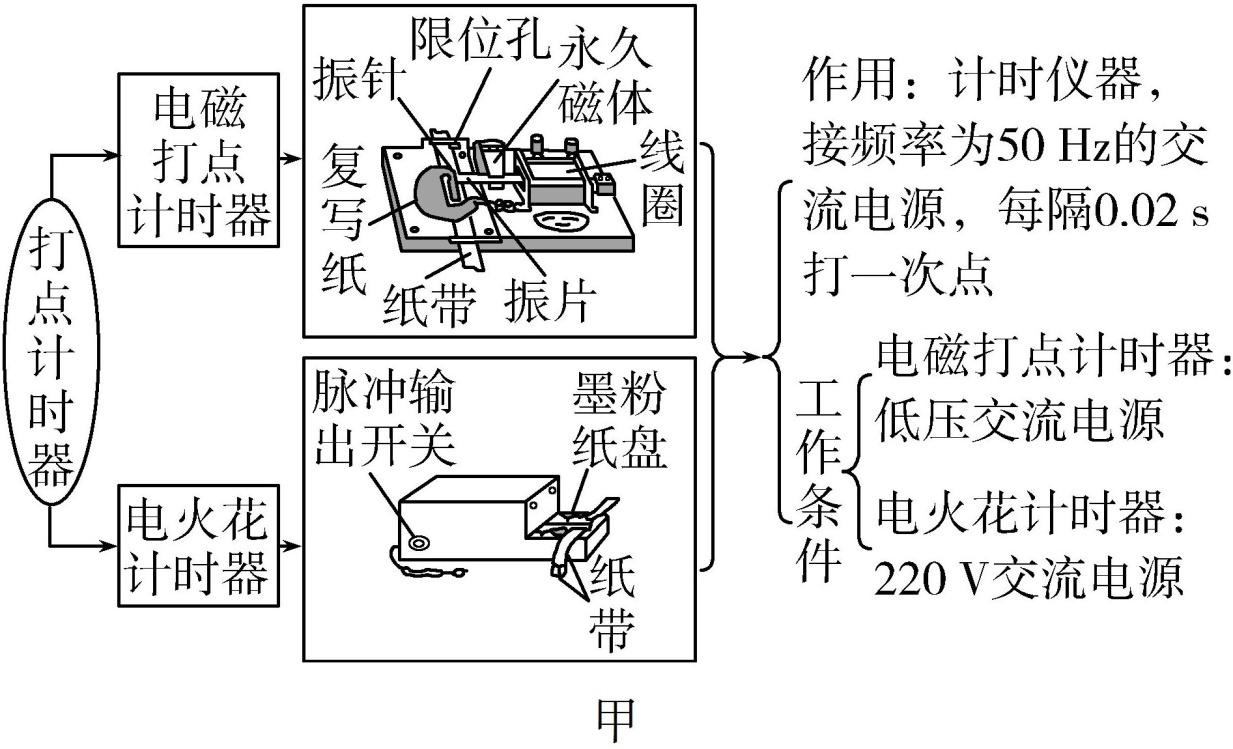 打点计时器
电磁
打点
计时器
限位孔
永久
磁体
振针
复写纸
线圈
纸带
振片
电火花
计时器
脉冲输
出开关
墨粉
纸盘
纸带
作用：计时仪器，
接频率为50 Hz的交
流电源，每隔0.02 s
打一次点
工作条件
电磁打点计时器：
低压交流电源
电火花计时器：
220 V交流电源
甲